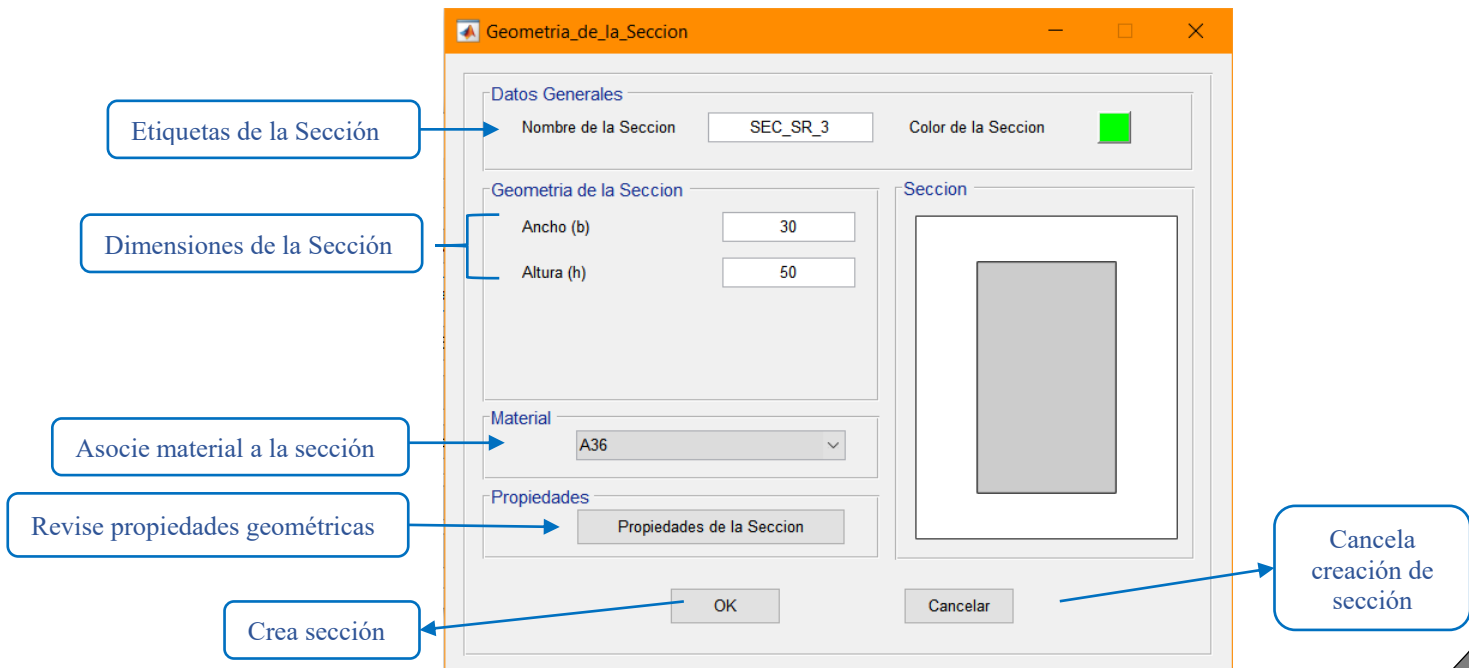 Geometria_de_la_Seccion
Datos Generales
Etiquetas de la Sección
Nombre de la Seccion SEC_SR_3 Color de la Seccion
Geometria de la Seccion
Seccion
Ancho (b) 30
Dimensiones de la Sección
Altura (h) 50
Material
Asocie material a la sección
A36
Propiedades
Revise propiedades geométricas
Propiedades de la Seccion
Cancela
creación de
sección
OK
Cancelar
Crea sección